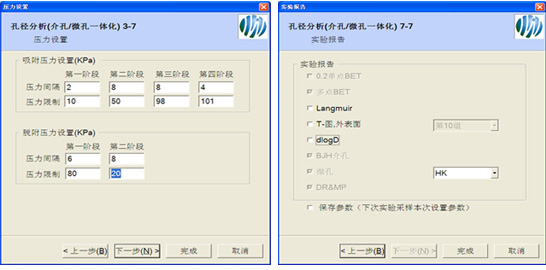 压力设置
孔径分析(介孔/微孔一体化) 3-7
压力设置
吸附压力设置(KPa)
第一阶段 第二阶段 第三阶段 第四阶段
压力间隔 2 8 8 4
压力限制 10 50 98 101
脱附压力设置(KPa)
第一阶段 第二阶段
压力间隔 6 8
压力限制 80 20
< 上一步(B) 下一步(N) > 完成 取消
实验报告
孔径分析(介孔/微孔一体化) 7-7
实验报告
实验报告
0.2单点BET
多点BET
Langmuir
T-图,外表面 第10组
dlogD
BJH介孔
微孔 HK
DR&MP
保存参数（下次实验采样本次设置参数）
< 上一步(B) 下一步(N) > 完成 取消